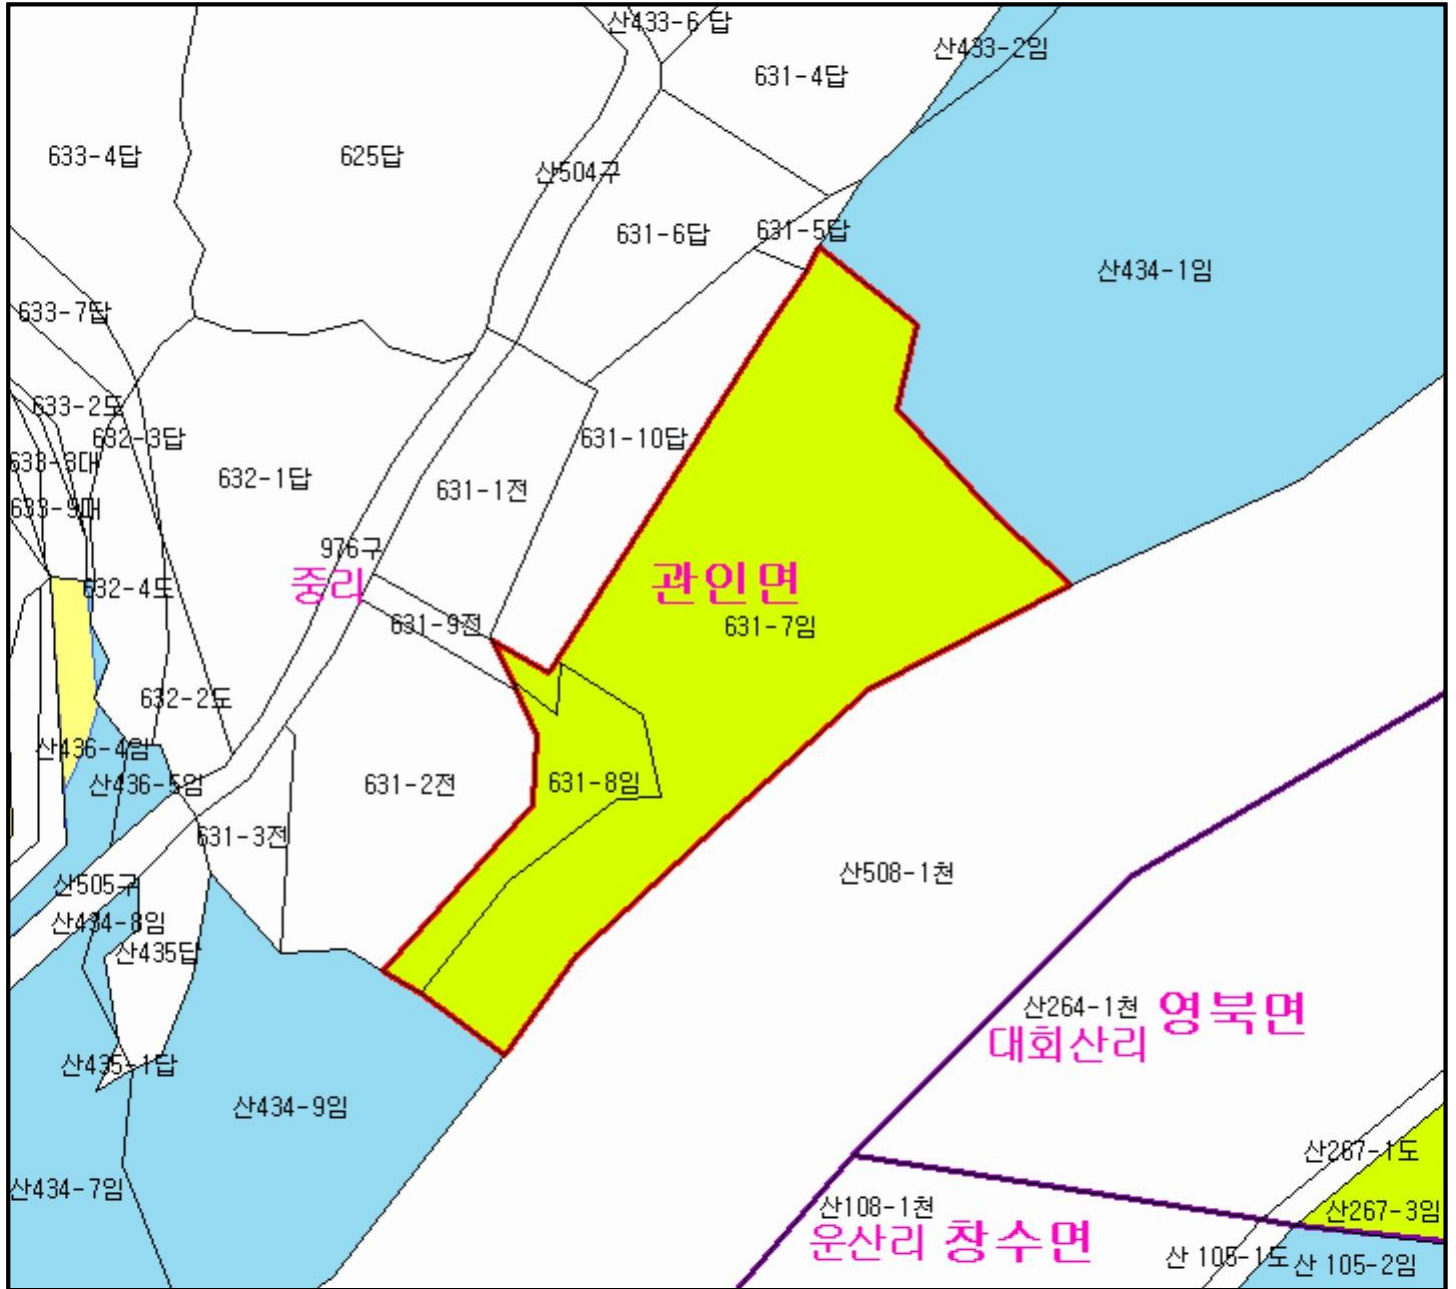 산433-6 답
산433-2임
631-4답
633-4답
625답
산504구
631-6답
631-5답
산434-1임
633-7답
633-2도
632-3답
631-10답
633-3대
632-1답
631-1전
633-9대
976구
중리
관인면
632-4도
631-9전
631-7임
632-2도
산436-4임
산436-5임
631-2전
631-8임
631-3전
산508-1천
산505구
산434-8임
산435답
산264-1천
영북면
대회산리
산435-1답
산434-9임
산267-1도
산434-7임
산108-1천
산267-3임
운산리 창수면
산 105-1도
산 105-2임